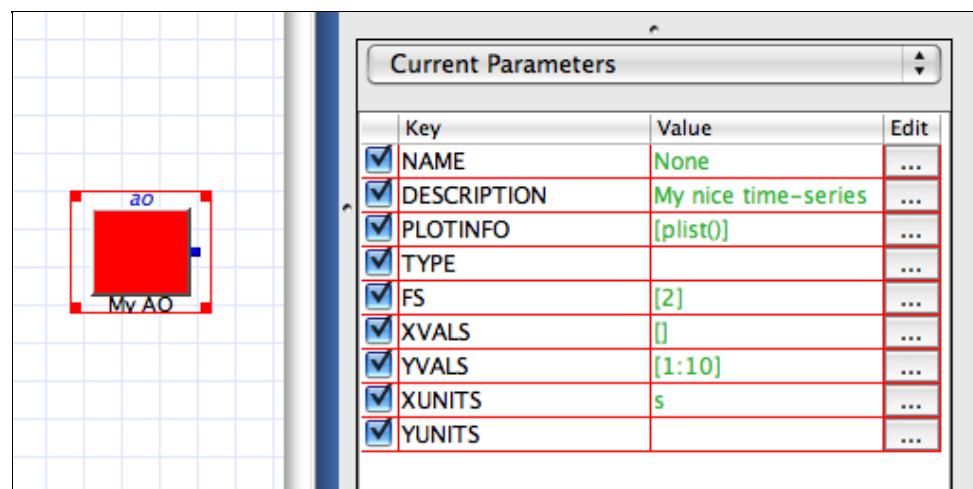 Current Parameters
Key Value Edit
NAME None ...
DESCRIPTION My nice time-series ...
PLOTINFO [plist()] ...
TYPE ...
FS [2] ...
XVALS [] ...
YVALS [1:10] ...
XUNITS s ...
YUNITS ...
ao
My AO